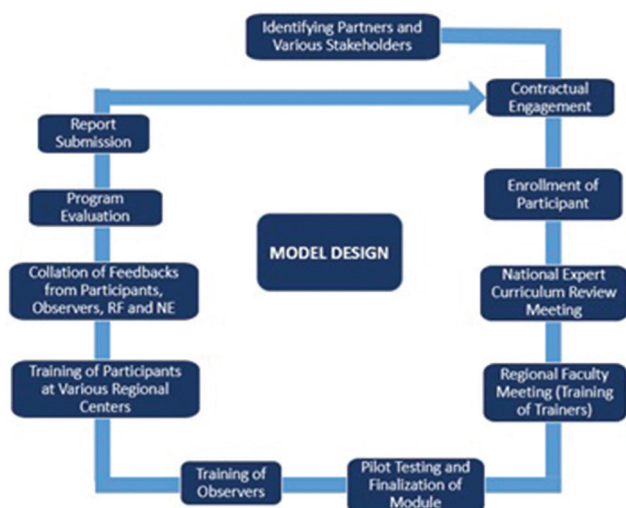 Identifying Partners and
Various Stakeholders
Contractual
Engagement
Enrollment of
Participant
National Expert
Curriculum Review
Meeting
Regional Faculty
Meeting (Training
of Trainers)
Pilot Testing and
Finalization of
Module
Training of
Observers
Training of Participants
at Various Regional
Centers
Collation of Feedbacks
from Participants,
Observers, RF and NE
Program
Evaluation
Report
Submission
MODEL DESIGN